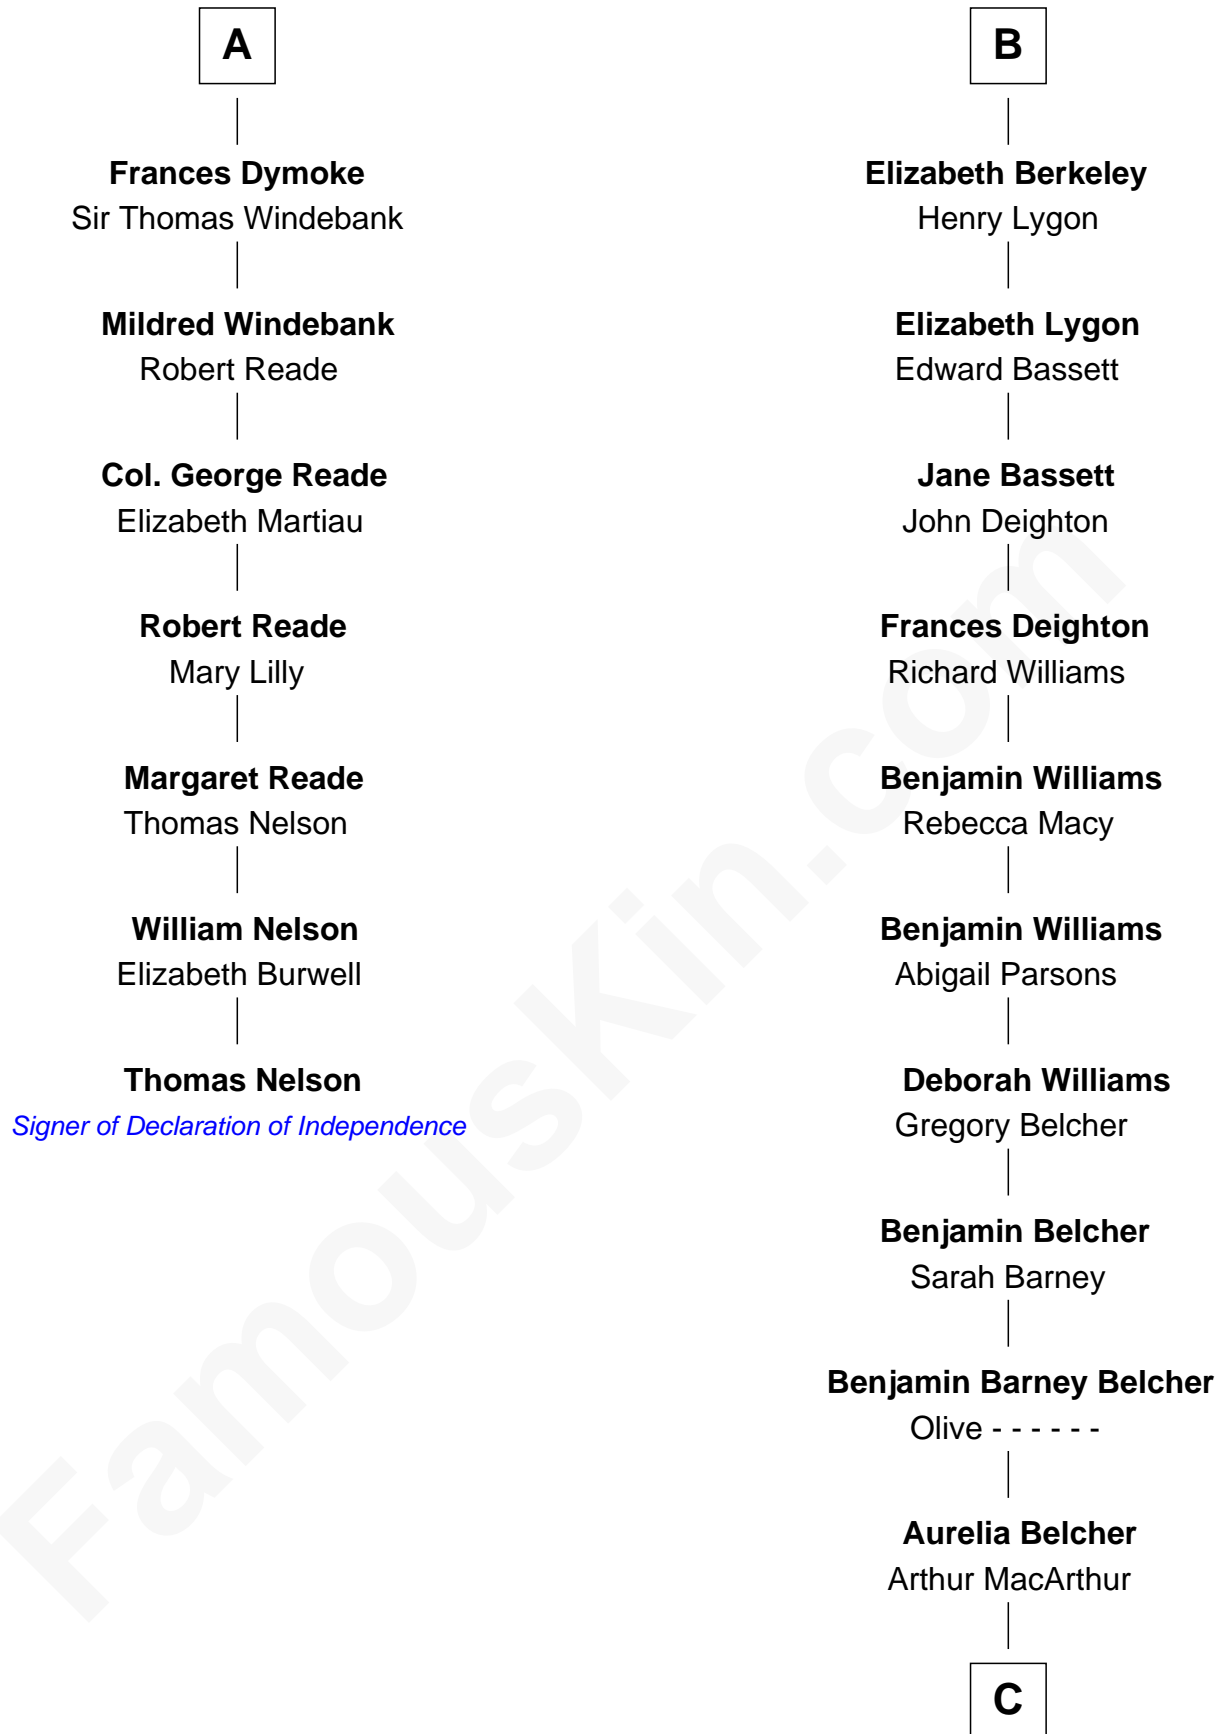 A
Frances Dymoke
Sir Thomas Windebank
Mildred Windebank
Robert Reade
Col. George Reade
Elizabeth Martiau
Robert Reade
Mary Lilly
Margaret Reade
Thomas Nelson
William Nelson
Elizabeth Burwell
Thomas Nelson
Signer of Declaration of Independence
B
Elizabeth Berkeley
Henry Lygon
Elizabeth Lygon
Edward Bassett
Jane Bassett
John Deighton
Frances Deighton
Richard Williams
Benjamin Williams
Rebecca Macy
Benjamin Williams
Abigail Parsons
Deborah Williams
Gregory Belcher
Benjamin Belcher
Sarah Barney
Benjamin Barney Belcher
Olive - - - - - -
Aurelia Belcher
Arthur MacArthur
C
FamousKin.com